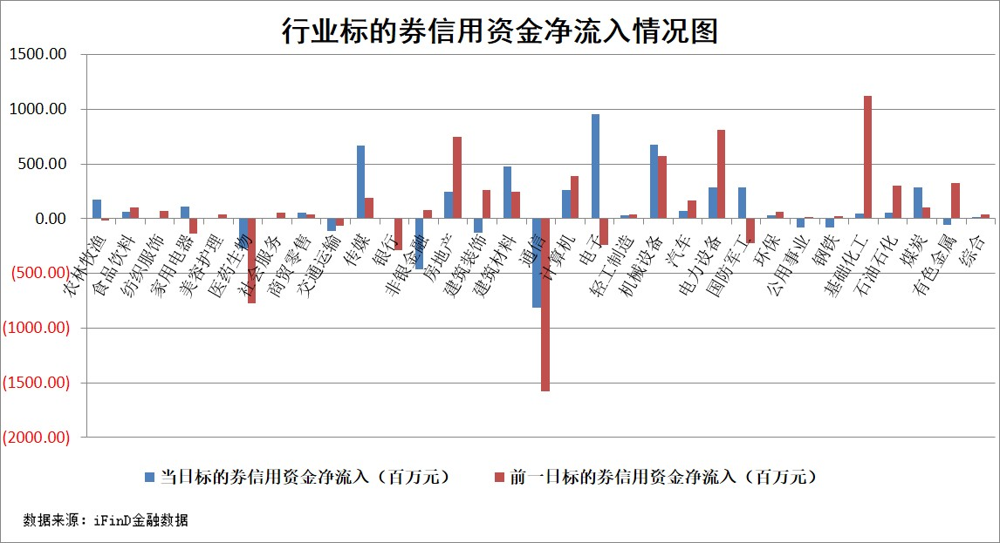 行业标的券信用资金净流入情况图
1500.00
1000.00
500.00
0.00
(500.00)
(1000.00)
(1500.00)
(2000.00)
农林牧渔
食品饮料
纺织服饰
家用电器
美容护理
医药生物
社会服务
商贸零售
交通运输
传媒
银行
非银金融
房地产
建筑装饰
建筑材料
通信
计算机
电子
轻工制造
机械设备
汽车
电力设备
国防军工
环保
公用事业
钢铁
基础化工
石油石化
煤炭
有色金属
综合
当日标的券信用资金净流入（百万元）
前一日标的券信用资金净流入（百万元）
数据来源：iFinD金融数据